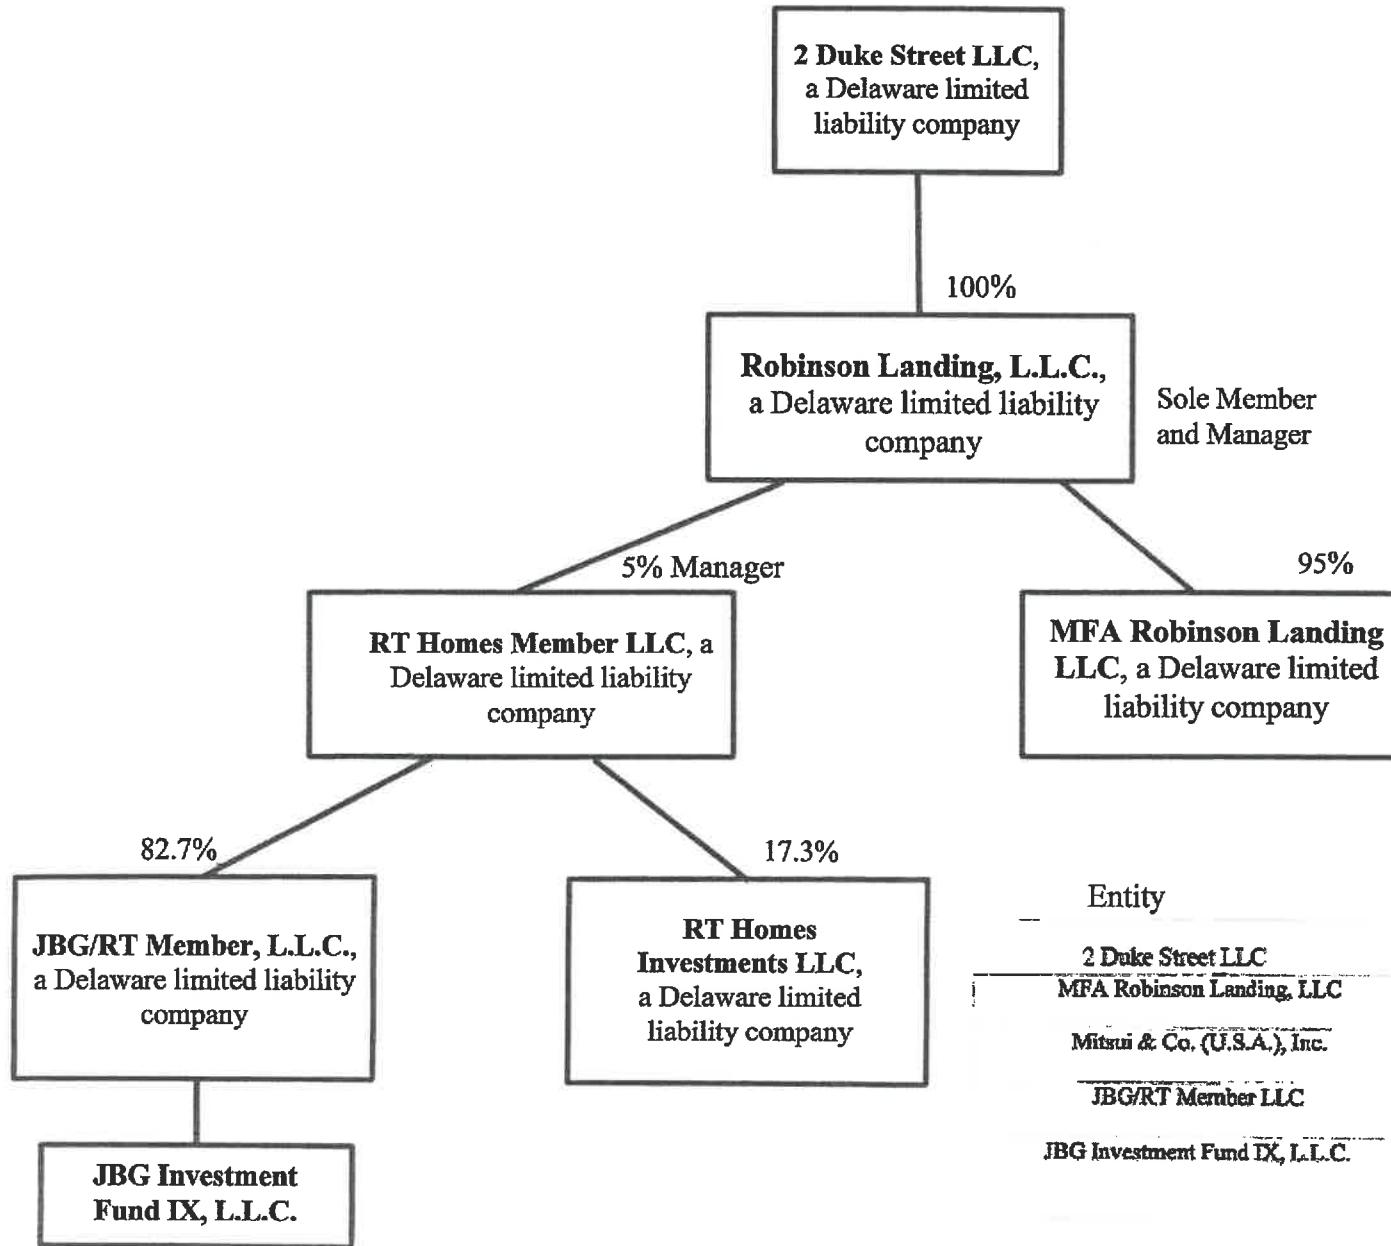 2 Duke Street LLC,
a Delaware limited
liability company
100%
Robinson Landing, L.L.C.,
a Delaware limited liability
company
Sole Member
and Manager
5% Manager
95%
RT Homes Member LLC, a
Delaware limited liability
company
MFA Robinson Landing
LLC, a Delaware limited
liability company
82.7%
17.3%
JBG/RT Member, L.L.C.,
a Delaware limited liability
company
RT Homes
Investments LLC,
a Delaware limited
liability company
JBG Investment
Fund IX, L.L.C.
Entity
2 Duke Street LLC
MFA Robinson Landing, LLC
Mitsui & Co. (U.S.A.), Inc.
JBG/RT Member LLC
JBG Investment Fund IX, L.L.C.